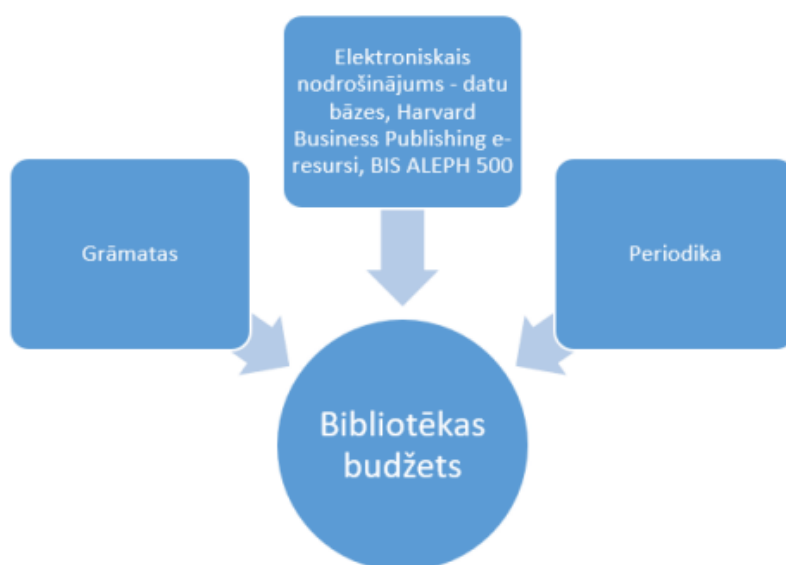 Elektroniskais
nodrošinājums - datu
bāzes, Harvard
Business Publishing e-
resursi, BIS ALEPH 500
Grāmatas
Periodika
Bibliotēkas
budžets